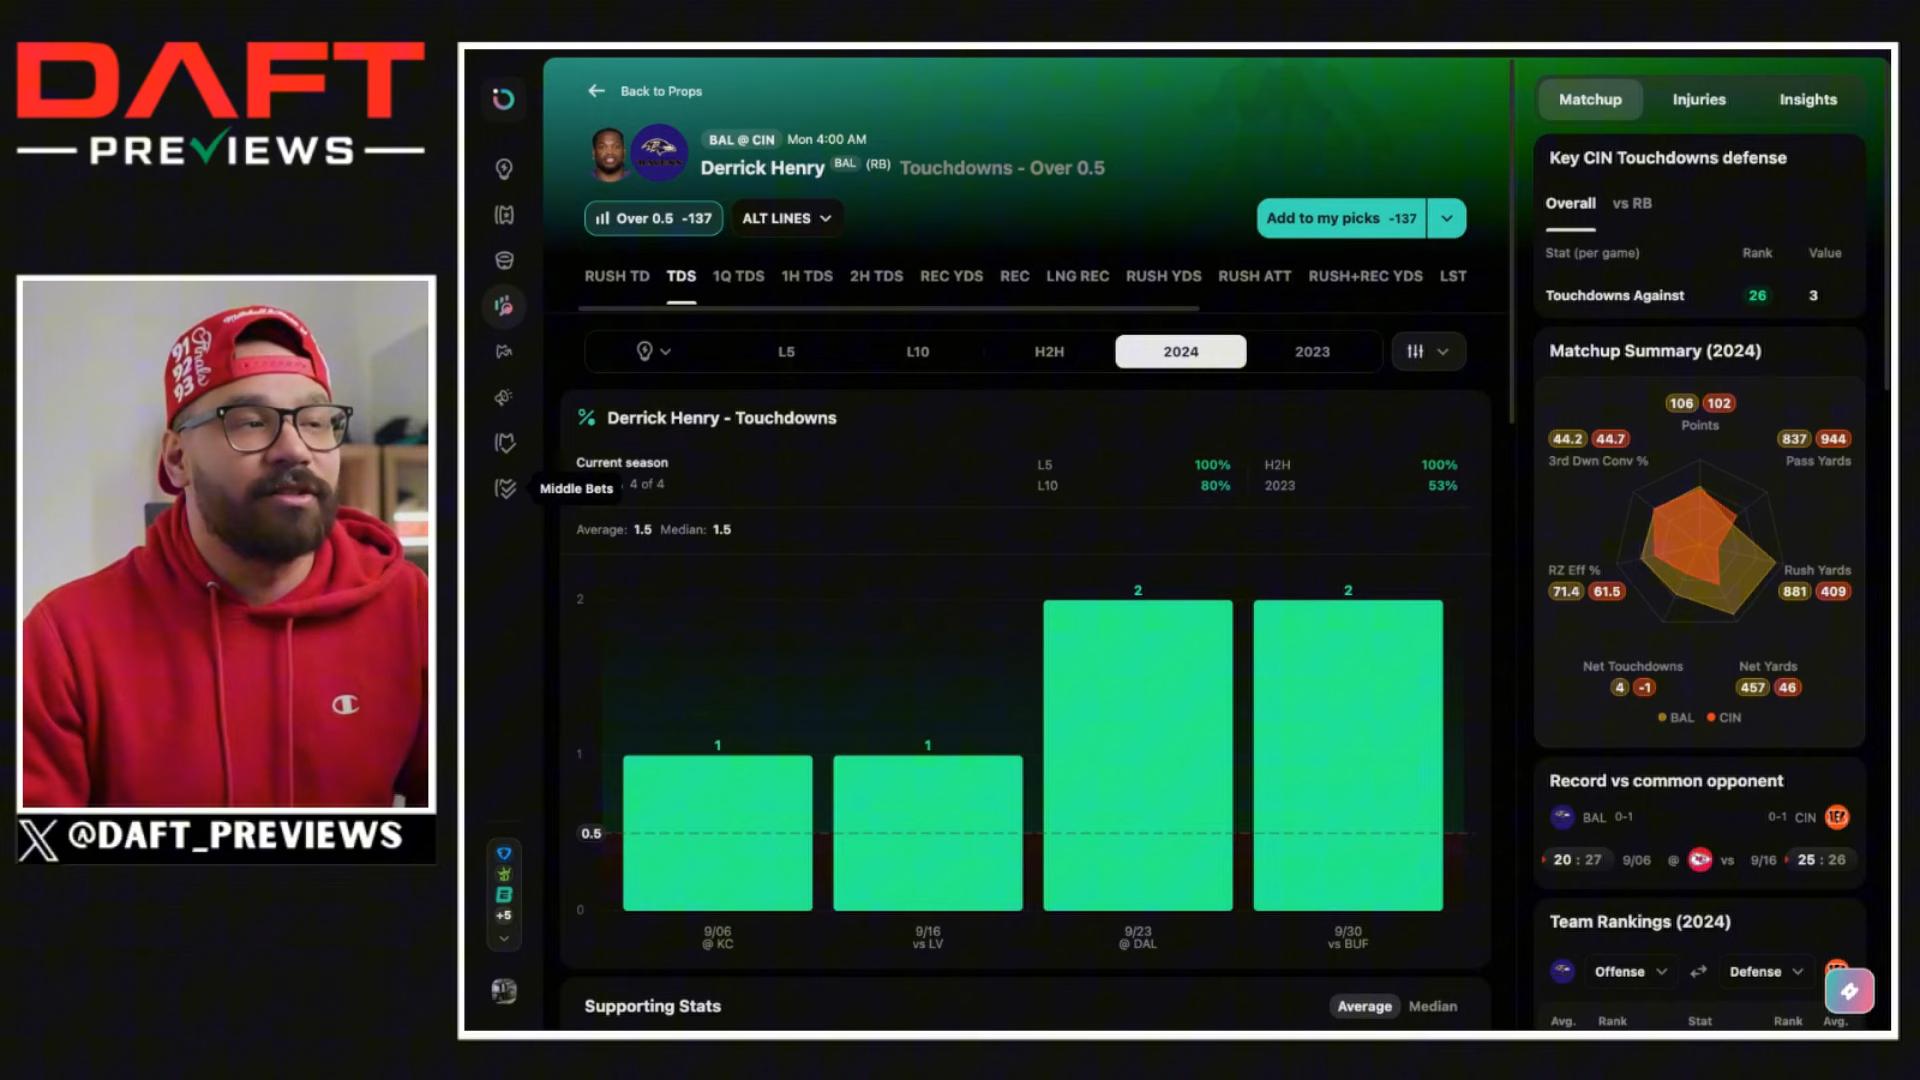 DAFT
PREVIEWS
91
92
93
Finals
@DAFT_PREVIEWS
Back to Props
BAL @ CIN Mon 4:00 AM
RAVENS
Derrick Henry BAL (RB) Touchdowns - Over 0.5
Over 0.5 -137
ALT LINES
Add to my picks -137
RUSH TD TDS 1Q TDS 1H TDS 2H TDS REC YDS REC LNG REC RUSH YDS RUSH ATT RUSH+REC YDS LST
L5 L10 H2H 2024 2023
Derrick Henry - Touchdowns
Current season
4 of 4
Middle Bets
L5 100% H2H 100%
L10 80% 2023 53%
Average: 1.5 Median: 1.5
2
1
0.5
0
1
1
2
2
9/06
@ KC
9/16
vs LV
9/23
@ DAL
9/30
vs BUF
+5
Supporting Stats
Average Median
Matchup Injuries Insights
Key CIN Touchdowns defense
Overall vs RB
Stat (per game) Rank Value
Touchdowns Against 26 3
Matchup Summary (2024)
106 102
Points
44.2 44.7
3rd Dwn Conv %
837 944
Pass Yards
RZ Eff %
71.4 61.5
Rush Yards
881 409
Net Touchdowns
4 -1
Net Yards
457 46
BAL CIN
Record vs common opponent
BAL 0-1 0-1 CIN
20 : 27 9/06 @ vs 9/16 25 : 26
Team Rankings (2024)
Offense Defense
Avg. Rank Stat Rank Avg.